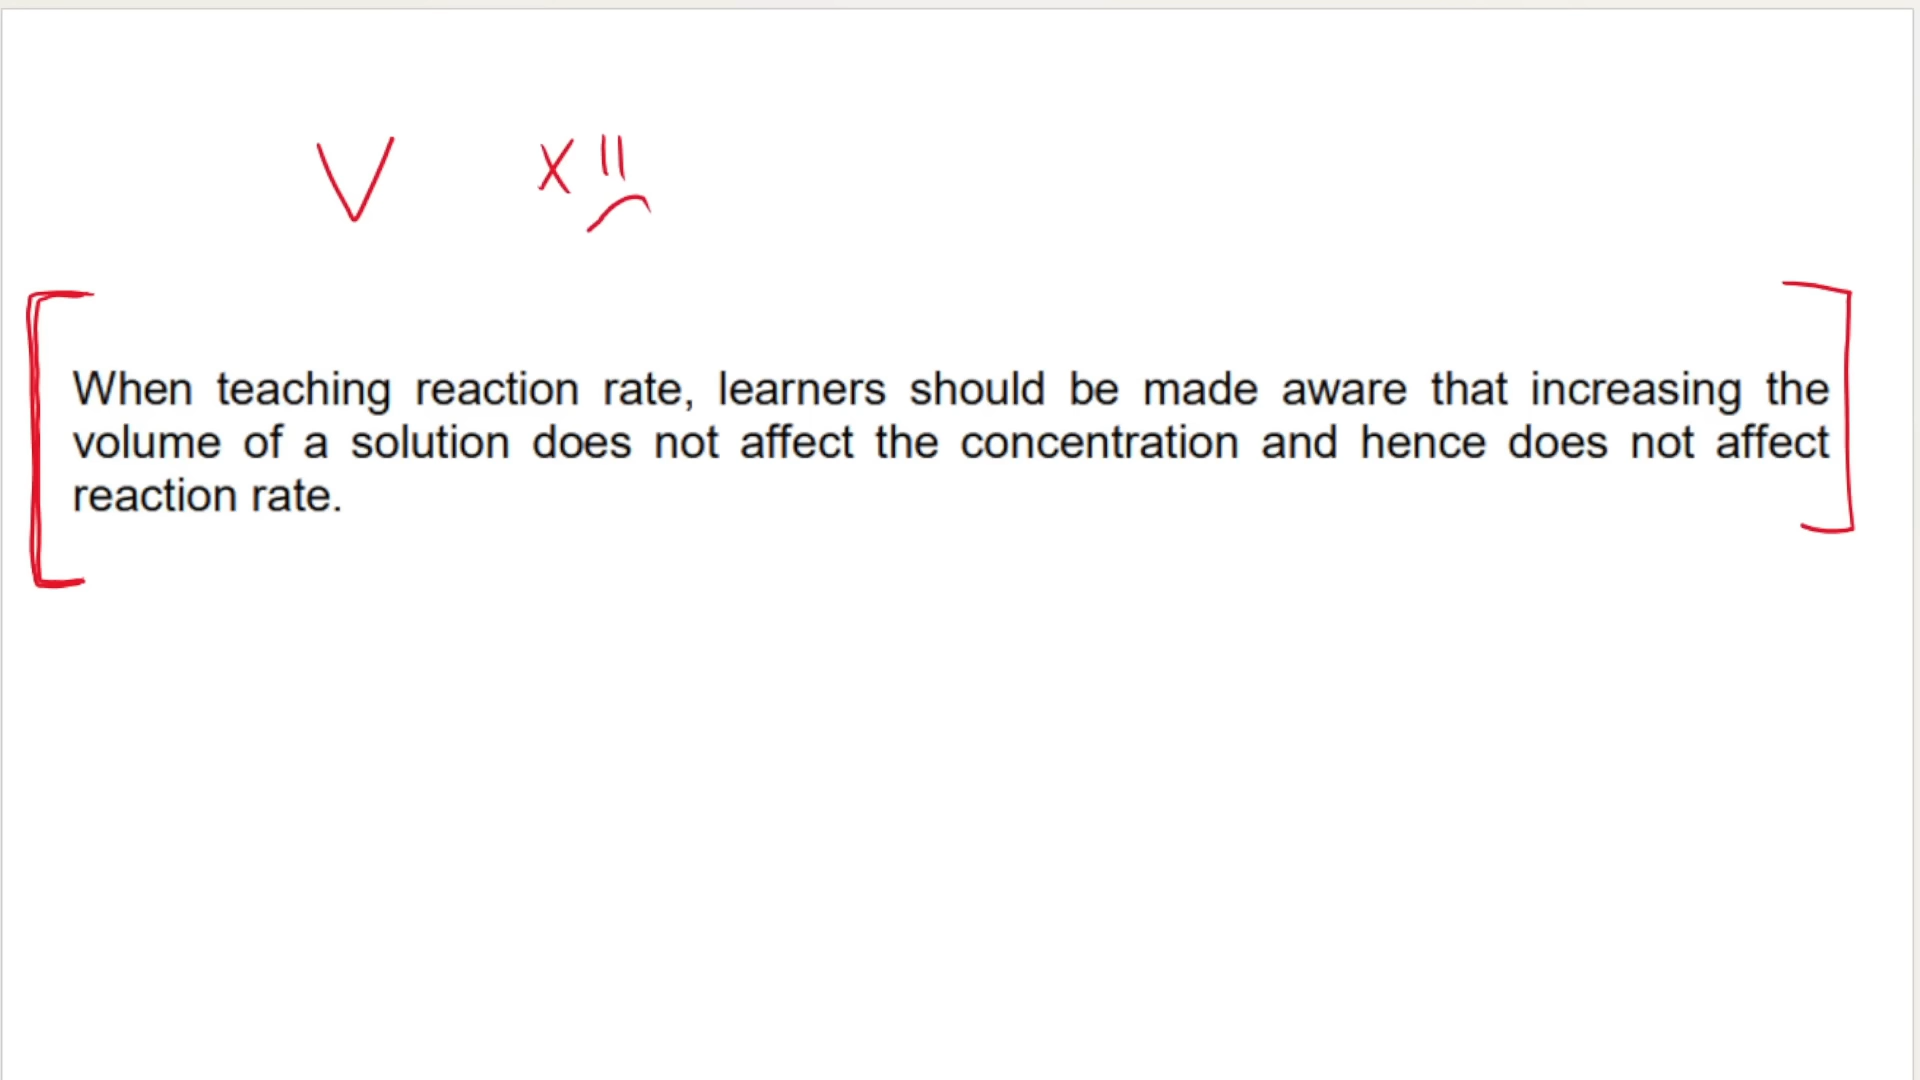 V x
When teaching reaction rate, learners should be made aware that increasing the
volume of a solution does not affect the concentration and hence does not affect
reaction rate.